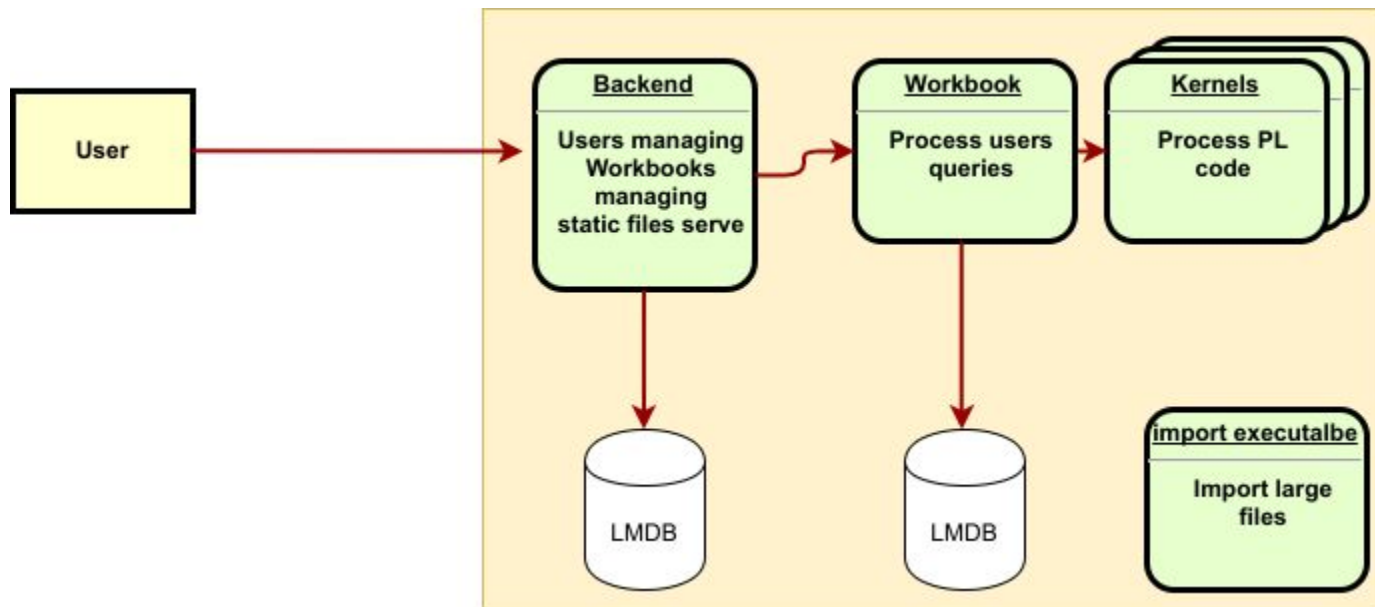 User
Backend
Users managing
Workbooks
managing
static files serve
Workbook
Process users
queries
Kernels
Process PL
code
LMDB
LMDB
import executalbe
Import large
files